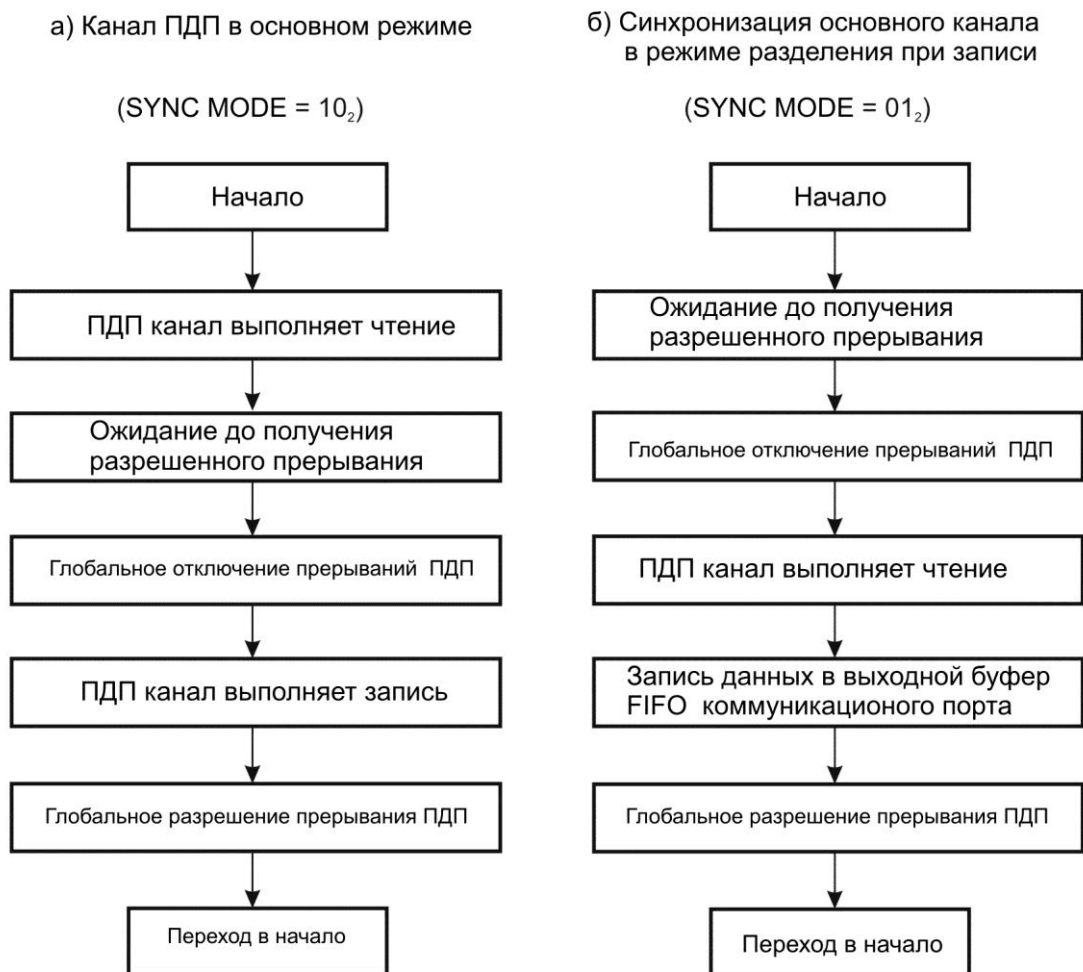 а) Канал ПДП в основном режиме
(SYNC MODE = 10₂)
Начало
ПДП канал выполняет чтение
Ожидание до получения
разрешенного прерывания
Глобальное отключение прерываний ПДП
ПДП канал выполняет запись
Глобальное разрешение прерывания ПДП
Переход в начало
б) Синхронизация основного канала
в режиме разделения при записи
(SYNC MODE = 01₂)
Начало
Ожидание до получения
разрешенного прерывания
Глобальное отключение прерываний ПДП
ПДП канал выполняет чтение
Запись данных в выходной буфер
FIFO коммуникационого порта
Глобальное разрешение прерывания ПДП
Переход в начало